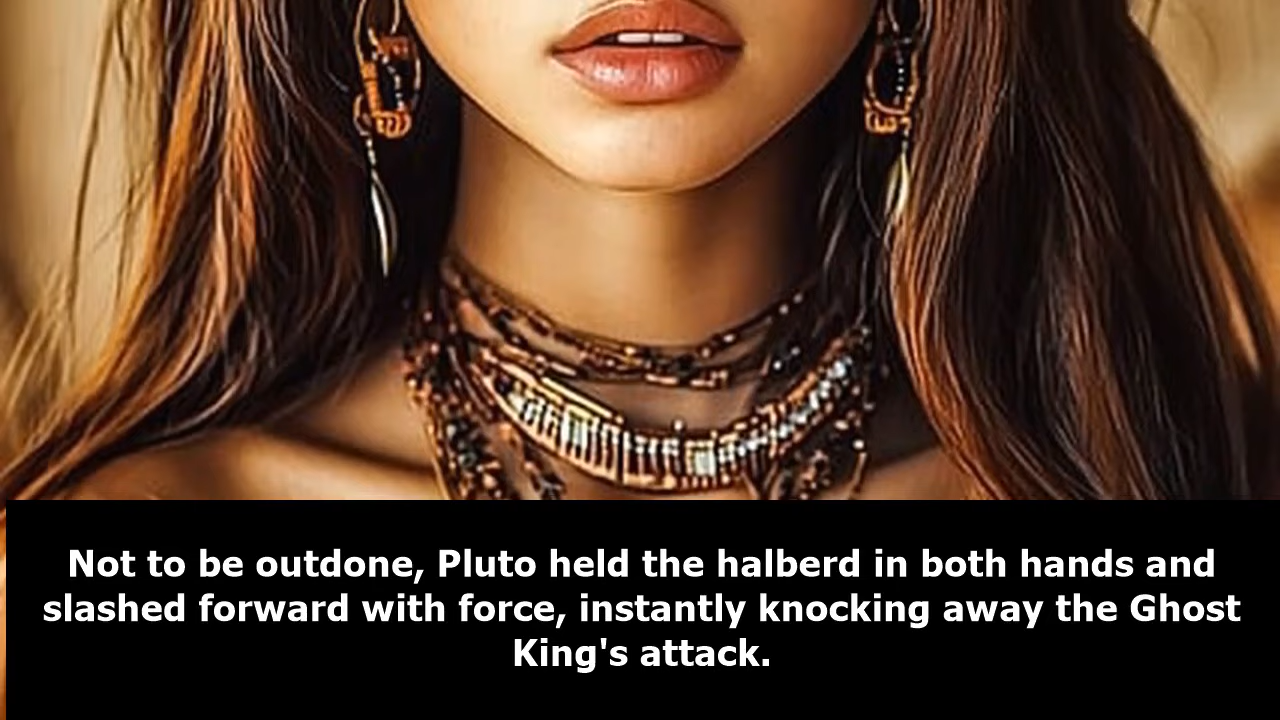 Not to be outdone, Pluto held the halberd in both hands and
slashed forward with force, instantly knocking away the Ghost
King's attack.